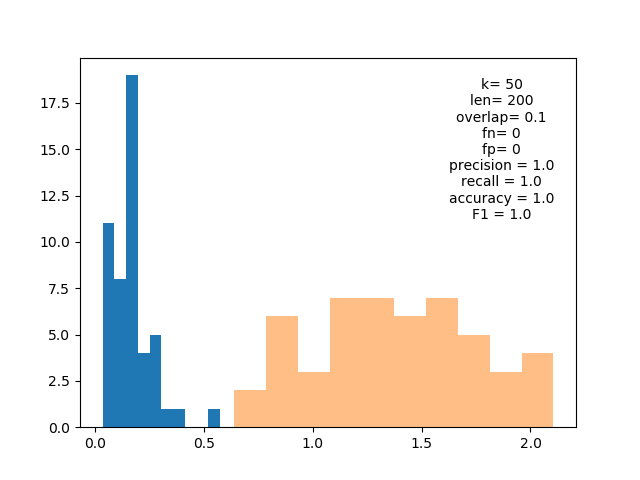 k= 50
len= 200
overlap= 0.1
fn= 0
fp= 0
precision = 1.0
recall = 1.0
accuracy = 1.0
F1 = 1.0
17.5
15.0
12.5
10.0
7.5
5.0
2.5
0.0
0.0 0.5 1.0 1.5 2.0